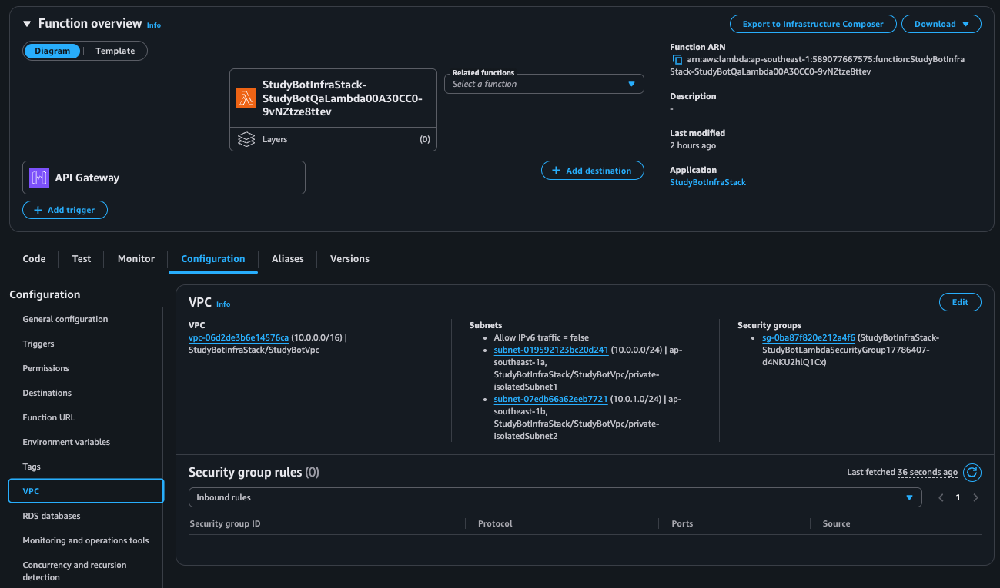 Function overview Info
Export to Infrastructure Composer
Download
Diagram
Template
StudyBotInfraStack-
StudyBotQaLambda00A30CC0-
9vNZtze8ttev
Layers
(0)
Related functions
Select a function
API Gateway
Add destination
Add trigger
Function ARN
arn:aws:lambda:ap-southeast-1:589077667575:function:StudyBotInfra
Stack-StudyBotQaLambda00A30CC0-9vNZtze8ttev
Description
-
Last modified
2 hours ago
Application
StudyBotInfraStack
Code
Test
Monitor
Configuration
Aliases
Versions
Configuration
General configuration
Triggers
Permissions
Destinations
Function URL
Environment variables
Tags
VPC
RDS databases
Monitoring and operations tools
Concurrency and recursion
detection
VPC Info
Edit
VPC
vpc-06d2de3b6e14576ca (10.0.0.0/16) |
StudyBotInfraStack/StudyBotVpc
Subnets
• Allow IPv6 traffic = false
• subnet-019592123bc20d241 (10.0.0.0/24) | ap-
southeast-1a,
StudyBotInfraStack/StudyBotVpc/private-
isolatedSubnet1
• subnet-07edb66a62eeb7721 (10.0.1.0/24) | ap-
southeast-1b,
StudyBotInfraStack/StudyBotVpc/private-
isolatedSubnet2
Security groups
• sg-0ba87f820e212a4f6 (StudyBotInfraStack-
StudyBotLambdaSecurityGroup17786407-
d4NKU2hlQ1Cx)
Security group rules (0)
Last fetched 36 seconds ago
Inbound rules
1
Security group ID
Protocol
Ports
Source